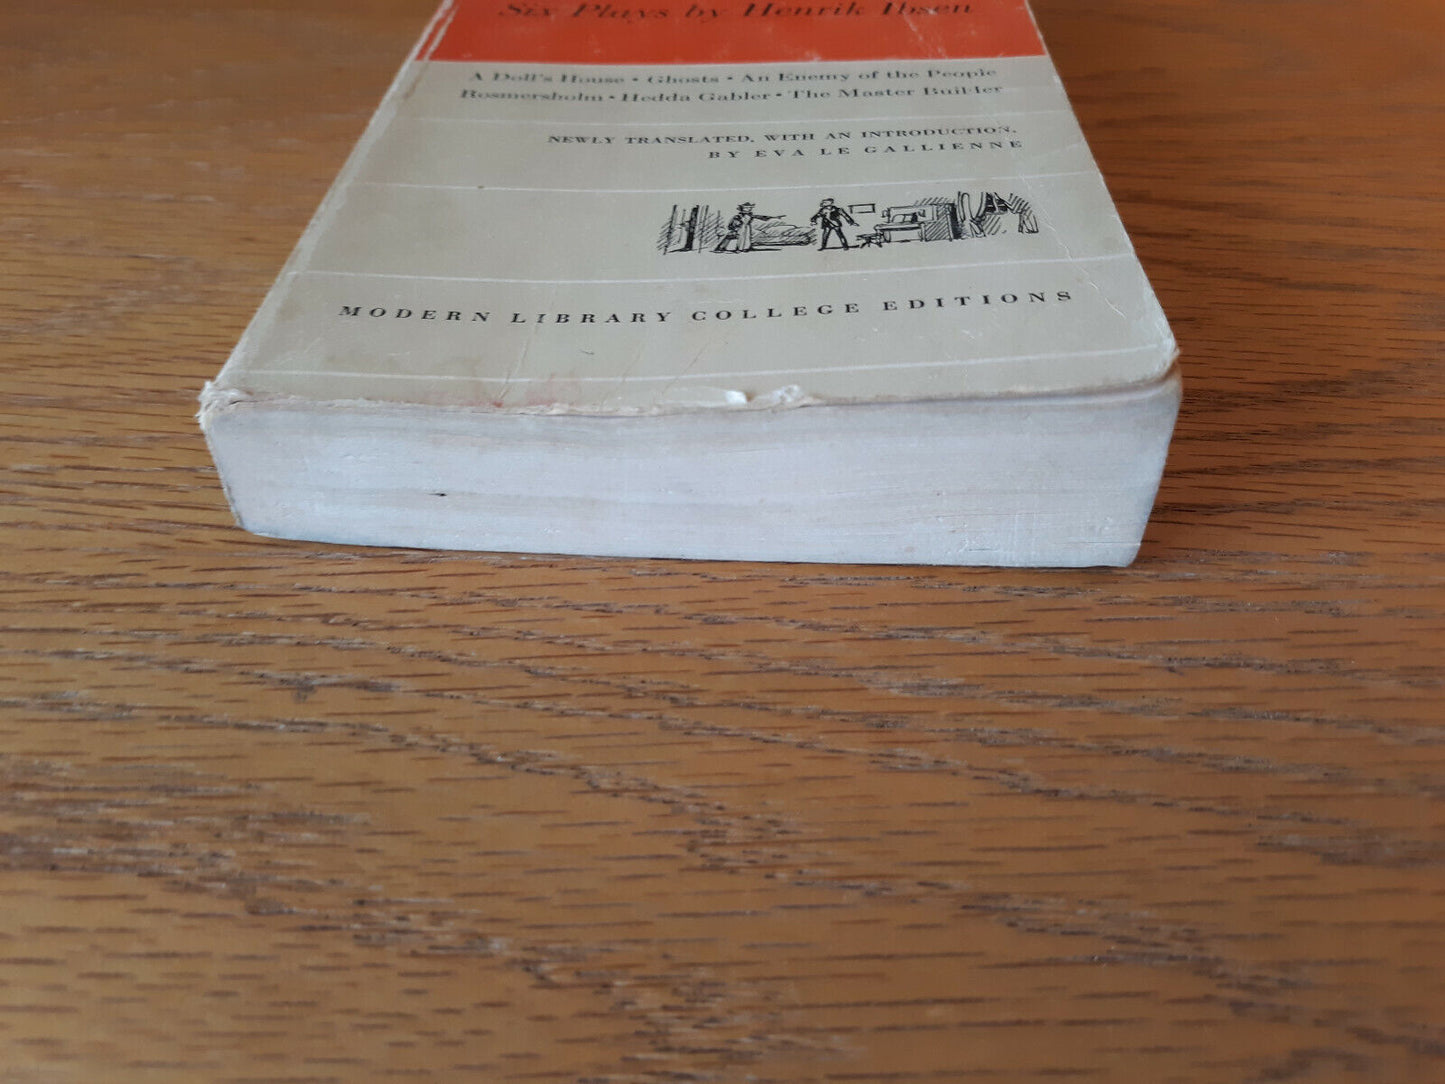 Six Plays by Henrik Ibsen
A Doll's House • Ghosts • An Enemy of the People
Rosmersholm • Hedda Gabler • The Master Builder
NEWLY TRANSLATED, WITH AN INTRODUCTION,
BY EVA LE GALLIENNE
MODERN LIBRARY COLLEGE EDITIONS